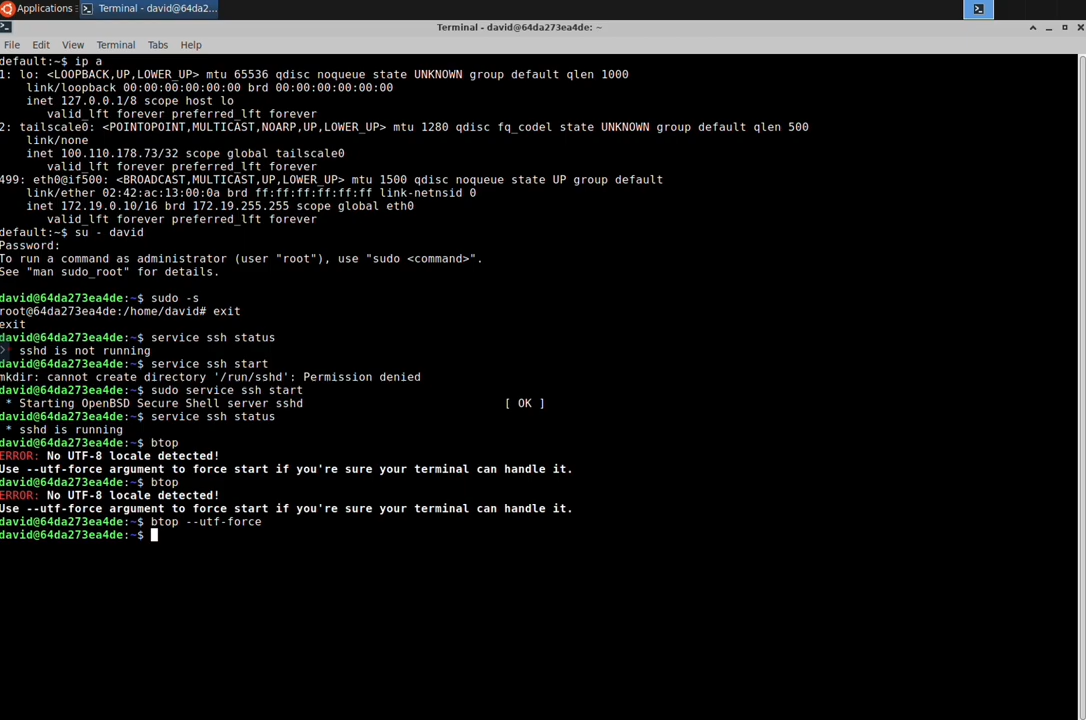 Applications
Terminal - david@64da2...
Terminal - david@64da273ea4de: ~
File Edit View Terminal Tabs Help
default:~$ ip a
1: lo: <LOOPBACK,UP,LOWER_UP> mtu 65536 qdisc noqueue state UNKNOWN group default qlen 1000
    link/loopback 00:00:00:00:00:00 brd 00:00:00:00:00:00
    inet 127.0.0.1/8 scope host lo
       valid_lft forever preferred_lft forever
2: tailscale0: <POINTOPOINT,MULTICAST,NOARP,UP,LOWER_UP> mtu 1280 qdisc fq_codel state UNKNOWN group default qlen 500
    link/none
    inet 100.110.178.73/32 scope global tailscale0
       valid_lft forever preferred_lft forever
499: eth0@if500: <BROADCAST,MULTICAST,UP,LOWER_UP> mtu 1500 qdisc noqueue state UP group default
    link/ether 02:42:ac:13:00:0a brd ff:ff:ff:ff:ff:ff link-netnsid 0
    inet 172.19.0.10/16 brd 172.19.255.255 scope global eth0
       valid_lft forever preferred_lft forever
default:~$ su - david
Password:
To run a command as administrator (user "root"), use "sudo <command>".
See "man sudo_root" for details.
david@64da273ea4de:~$ sudo -s
root@64da273ea4de:/home/david# exit
exit
david@64da273ea4de:~$ service ssh status
sshd is not running
david@64da273ea4de:~$ service ssh start
mkdir: cannot create directory '/run/sshd': Permission denied
david@64da273ea4de:~$ sudo service ssh start
 * Starting OpenBSD Secure Shell server sshd [ OK ]
david@64da273ea4de:~$ service ssh status
 * sshd is running
david@64da273ea4de:~$ btop
ERROR: No UTF-8 locale detected!
Use --utf-force argument to force start if you're sure your terminal can handle it.
david@64da273ea4de:~$ btop
ERROR: No UTF-8 locale detected!
Use --utf-force argument to force start if you're sure your terminal can handle it.
david@64da273ea4de:~$ btop --utf-force
david@64da273ea4de:~$